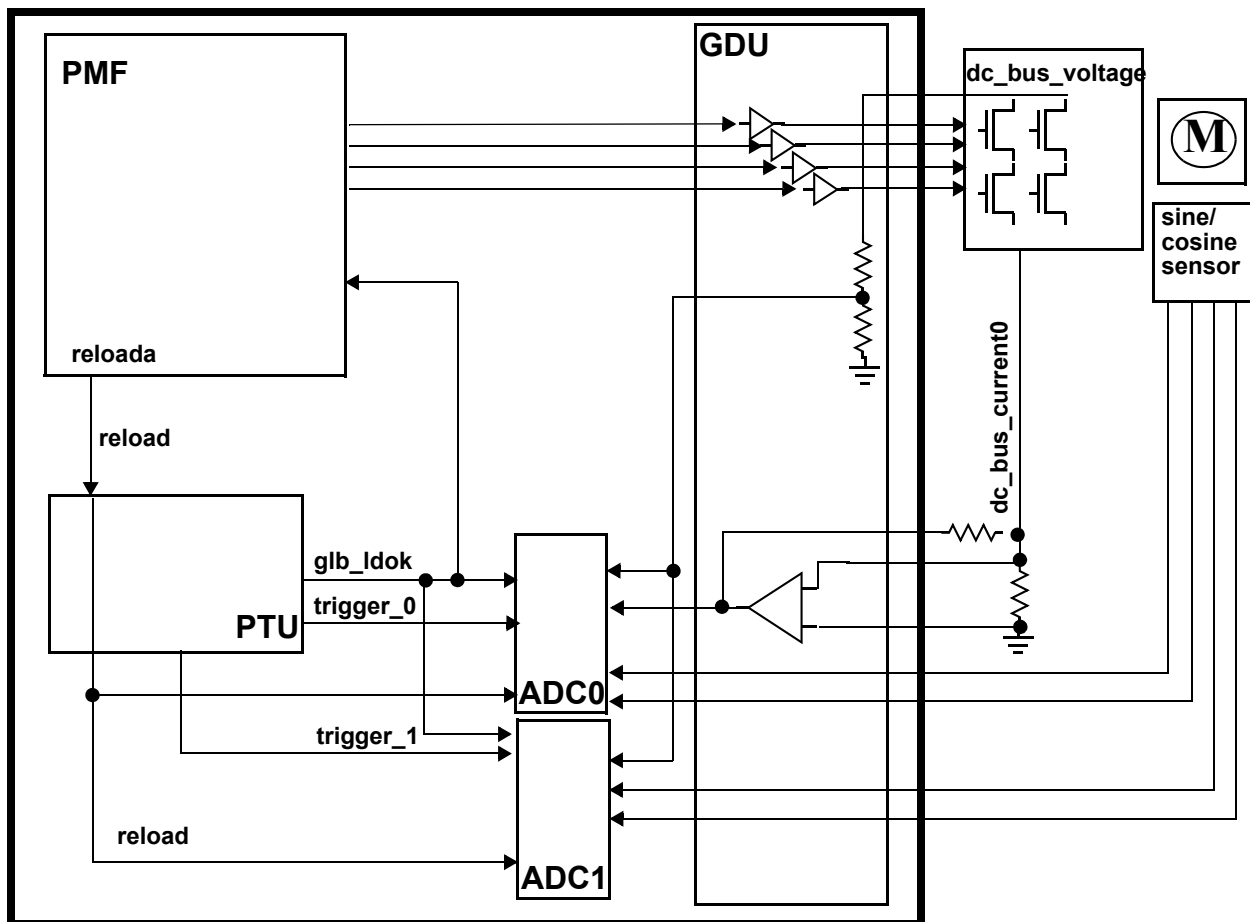 GDU
PMF
dc_bus_voltage
M
sine/
cosine
sensor
dc_bus_current0
reloada
reload
glb_ldok
trigger_0
PTU
ADC0
trigger_1
reload
ADC1